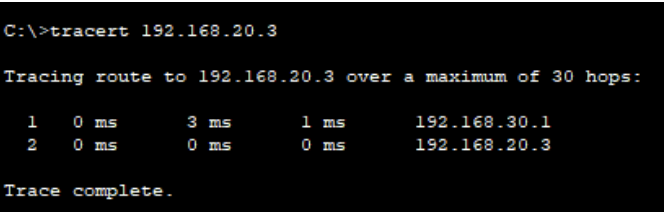 C:\>tracert 192.168.20.3
Tracing route to 192.168.20.3 over a maximum of 30 hops:
1 0 ms 3 ms 1 ms 192.168.30.1
2 0 ms 0 ms 0 ms 192.168.20.3
Trace complete.